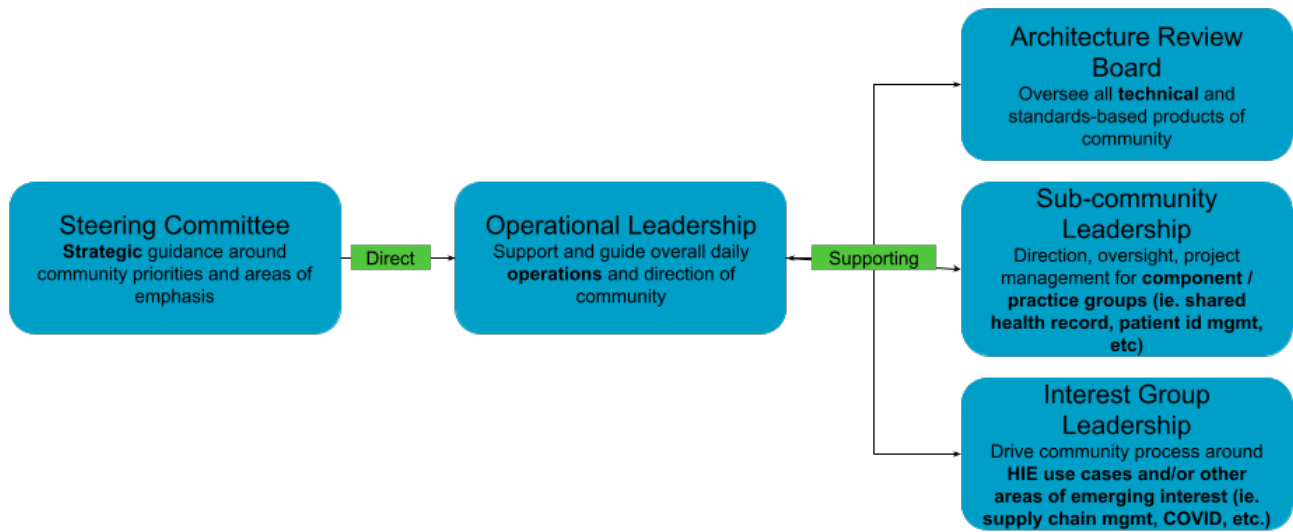 Steering Committee
Strategic guidance around
community priorities and areas of
emphasis
Direct
Operational Leadership
Support and guide overall daily
operations and direction of
community
Supporting
Architecture Review
Board
Oversee all technical and
standards-based products of
community
Sub-community
Leadership
Direction, oversight, project
management for component /
practice groups (ie. shared
health record, patient id mgmt,
etc)
Interest Group
Leadership
Drive community process around
HIE use cases and/or other
areas of emerging interest (ie.
supply chain mgmt, COVID, etc.)